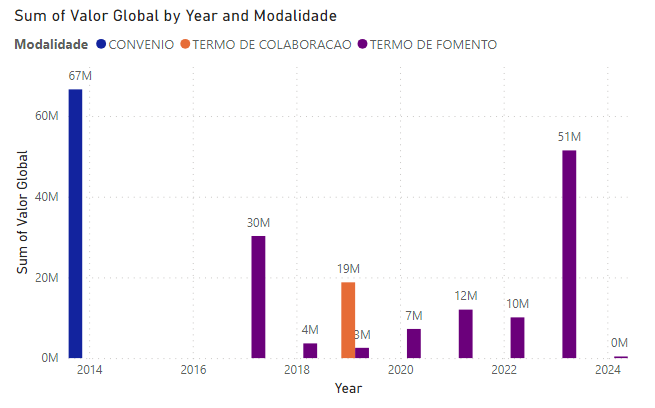 Sum of Valor Global by Year and Modalidade
Modalidade CONVENIO TERMO DE COLABORACAO TERMO DE FOMENTO
67M
60M
51M
40M
30M
20M
19M
12M
10M
7M
4M
3M
0M
0M
Sum of Valor Global
2014 2016 2018 2020 2022 2024
Year